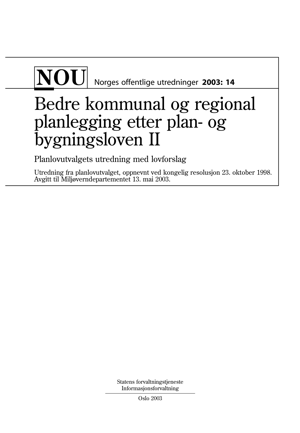 NOU Norges offentlige utredninger 2003: 14
Bedre kommunal og regional
planlegging etter plan- og
bygningsloven II
Planlovutvalgets utredning med lovforslag
Utredning fra planlovutvalget, oppnevnt ved kongelig resolusjon 23. oktober 1998.
Avgitt til Miljøverndepartementet 13. mai 2003.
Statens forvaltningstjeneste
Informasjonsforvaltning
Oslo 2003